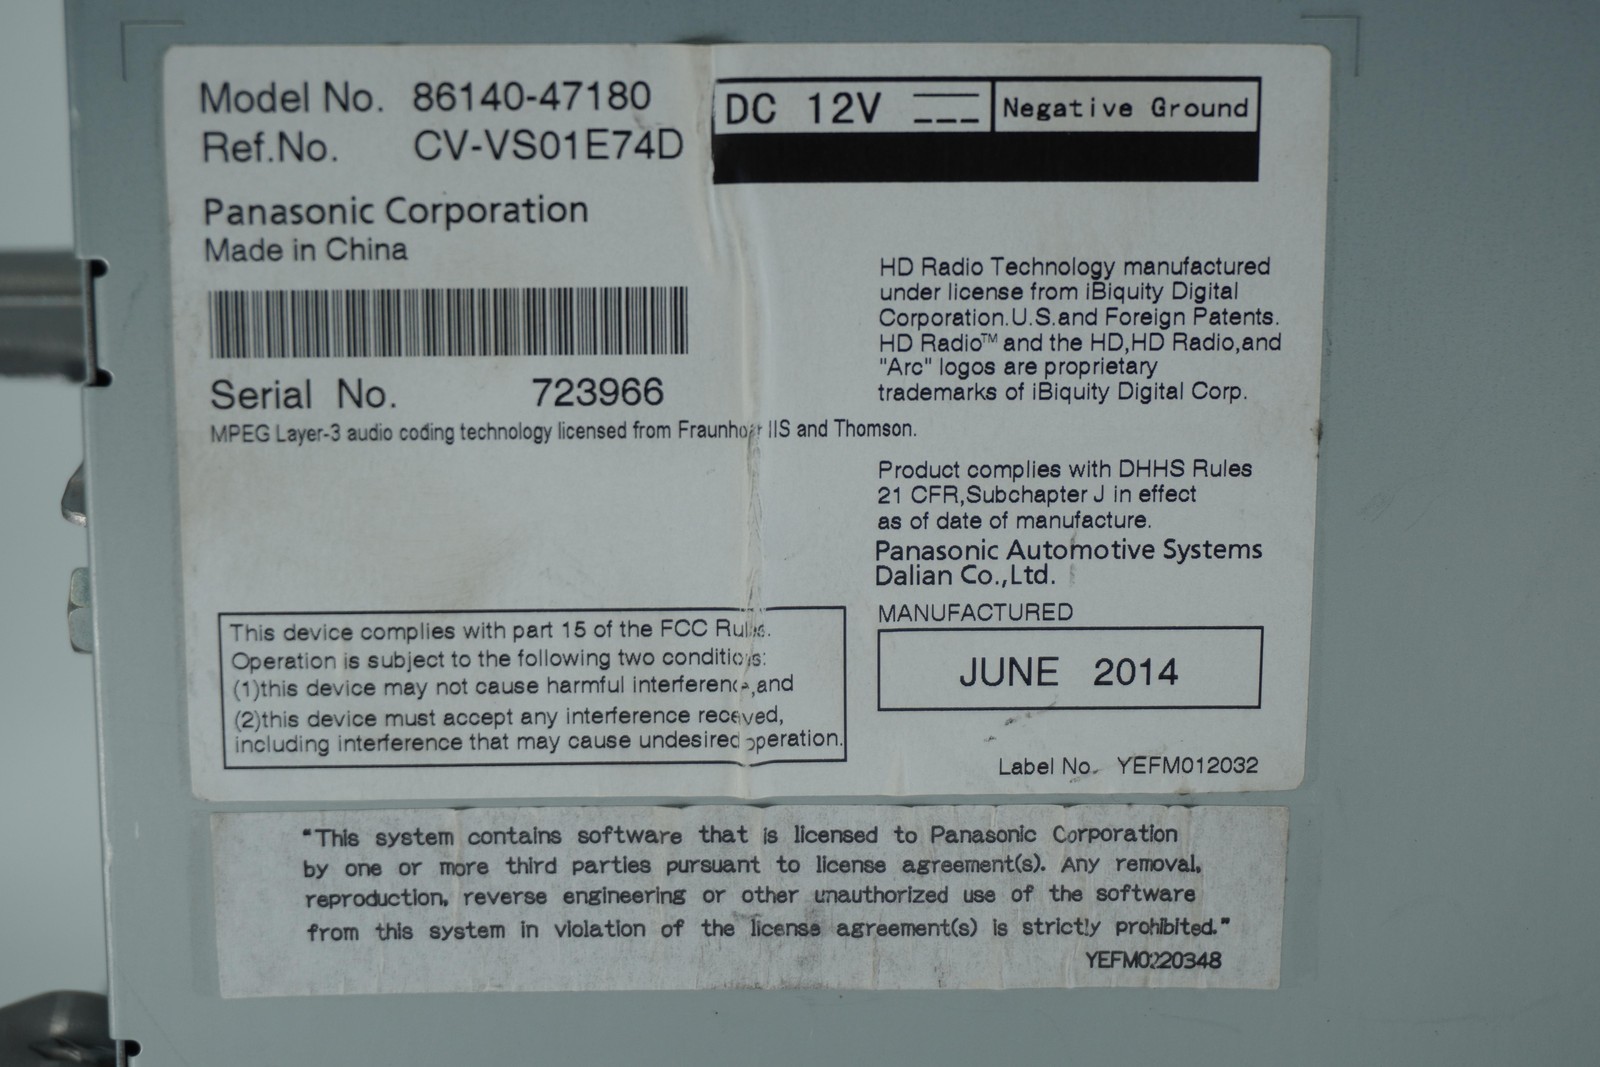 Model No. 86140-47180
Ref.No. CV-VS01E74D
DC 12V Negative Ground
Panasonic Corporation
Made in China
Serial No. 723966
MPEG Layer-3 audio coding technology licensed from IIS and Thomson.
HD Radio Technology manufactured
under license from iBiquity Digital
Corporation.U.S.and Foreign Patents.
HD Radio™ and the HD,HD Radio,and
"Arc" logos are proprietary
trademarks of iBiquity Digital Corp.
Product complies with DHHS Rules
21 CFR,Subchapter J in effect
as of date of manufacture.
Panasonic Automotive Systems
Dalian Co.,Ltd.
MANUFACTURED
JUNE 2014
Label No. YEFM012032
This device complies with part 15 of the FCC Rules.
Operation is subject to the following two conditions:
(1)this device may not cause harmful interference,and
(2)this device must accept any interference received,
including interference that may cause undesired operation.
"This system contains software that is licensed to Panasonic Corporation
by one or more third parties pursuant to license agreement(s). Any removal,
reproduction, reverse engineering or other unauthorized use of the software
from this system in violation of the license agreement(s) is strictly prohibited."
YEFM0220348